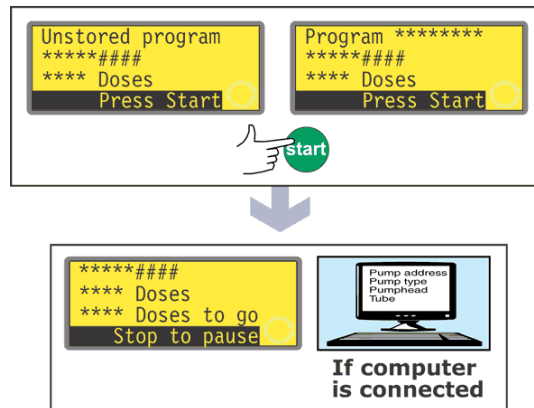 Unstored program
*****####
**** Doses
Press Start
Program ********
*****####
**** Doses
Press Start
start
*****####
**** Doses
**** Doses to go
Stop to pause
Pump address
Pump type
Pumphead
Tube
If computer
is connected